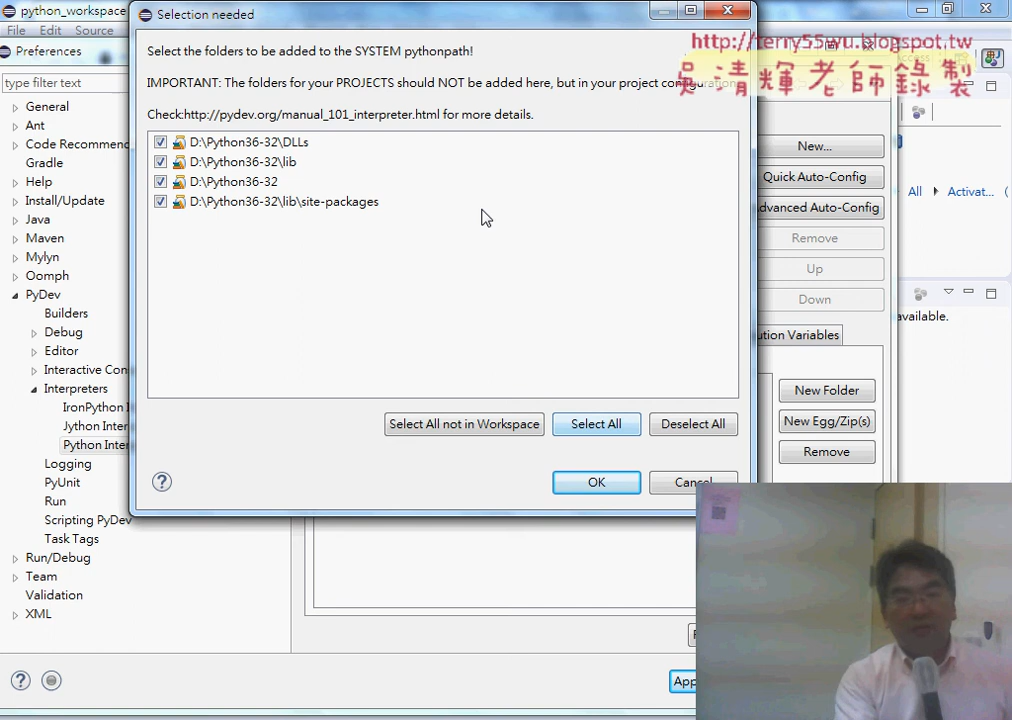 python_workspace
Selection needed
File Edit Source
Preferences
Select the folders to be added to the SYSTEM pythonpath!
http://terry55wu.blogspot.tw
吳清輝老師錄製
type filter text
IMPORTANT: The folders for your PROJECTS should NOT be added here, but in your project
Check:http://pydev.org/manual_101_interpreter.html for more details.
D:\Python36-32\DLLs
D:\Python36-32\lib
D:\Python36-32
D:\Python36-32\lib\site-packages
Select All not in Workspace
Select All
Deselect All
OK
Cancel
General
Ant
Code Recommen
Gradle
Help
Install/Update
Java
Maven
Mylyn
Oomph
PyDev
Builders
Debug
Editor
Interactive Con
Interpreters
IronPython I
Jython Inter
Python Inter
Logging
PyUnit
Run
Scripting PyDev
Task Tags
Run/Debug
Team
Validation
XML
New...
Quick Auto-Config
dvanced Auto-Config
Remove
Up
Down
ution Variables
New Folder
New Egg/Zip(s)
Remove
All
Activat...
available.
App